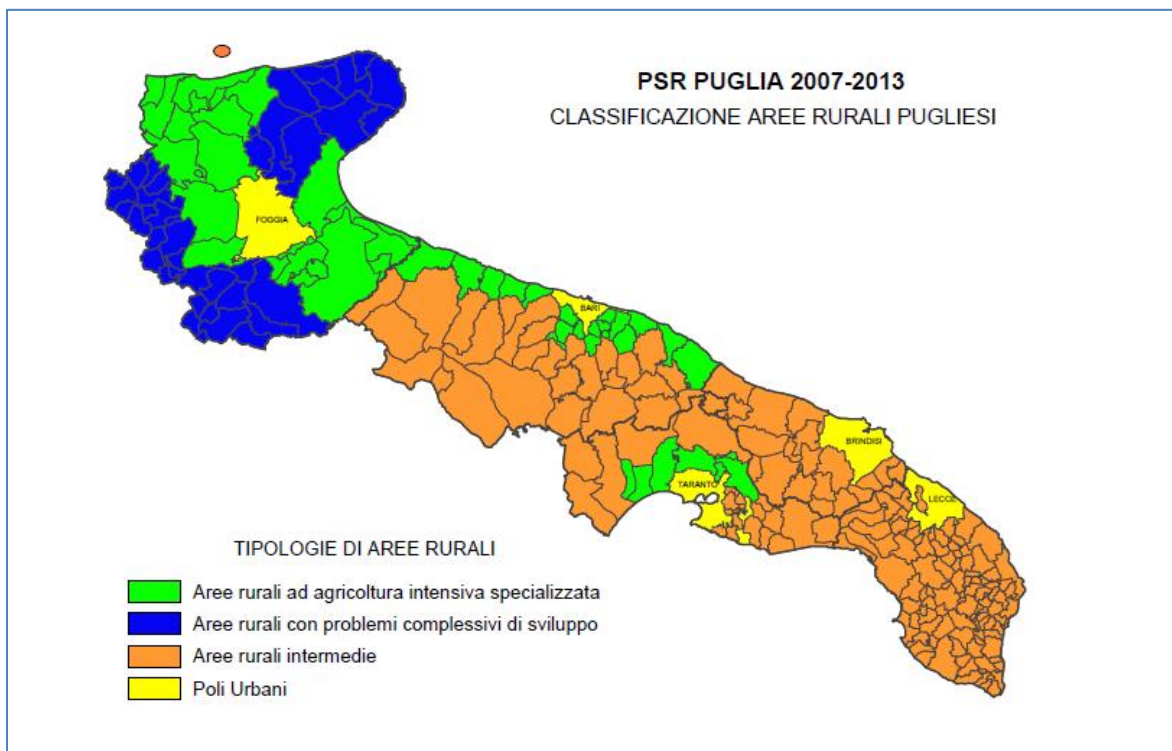 PSR PUGLIA 2007-2013
CLASSIFICAZIONE AREE RURALI PUGLIESI
FOGGIA
BARI
BRINDISI
TARANTO
LECCE
TIPOLOGIE DI AREE RURALI
Aree rurali ad agricoltura intensiva specializzata
Aree rurali con problemi complessivi di sviluppo
Aree rurali intermedie
Poli Urbani